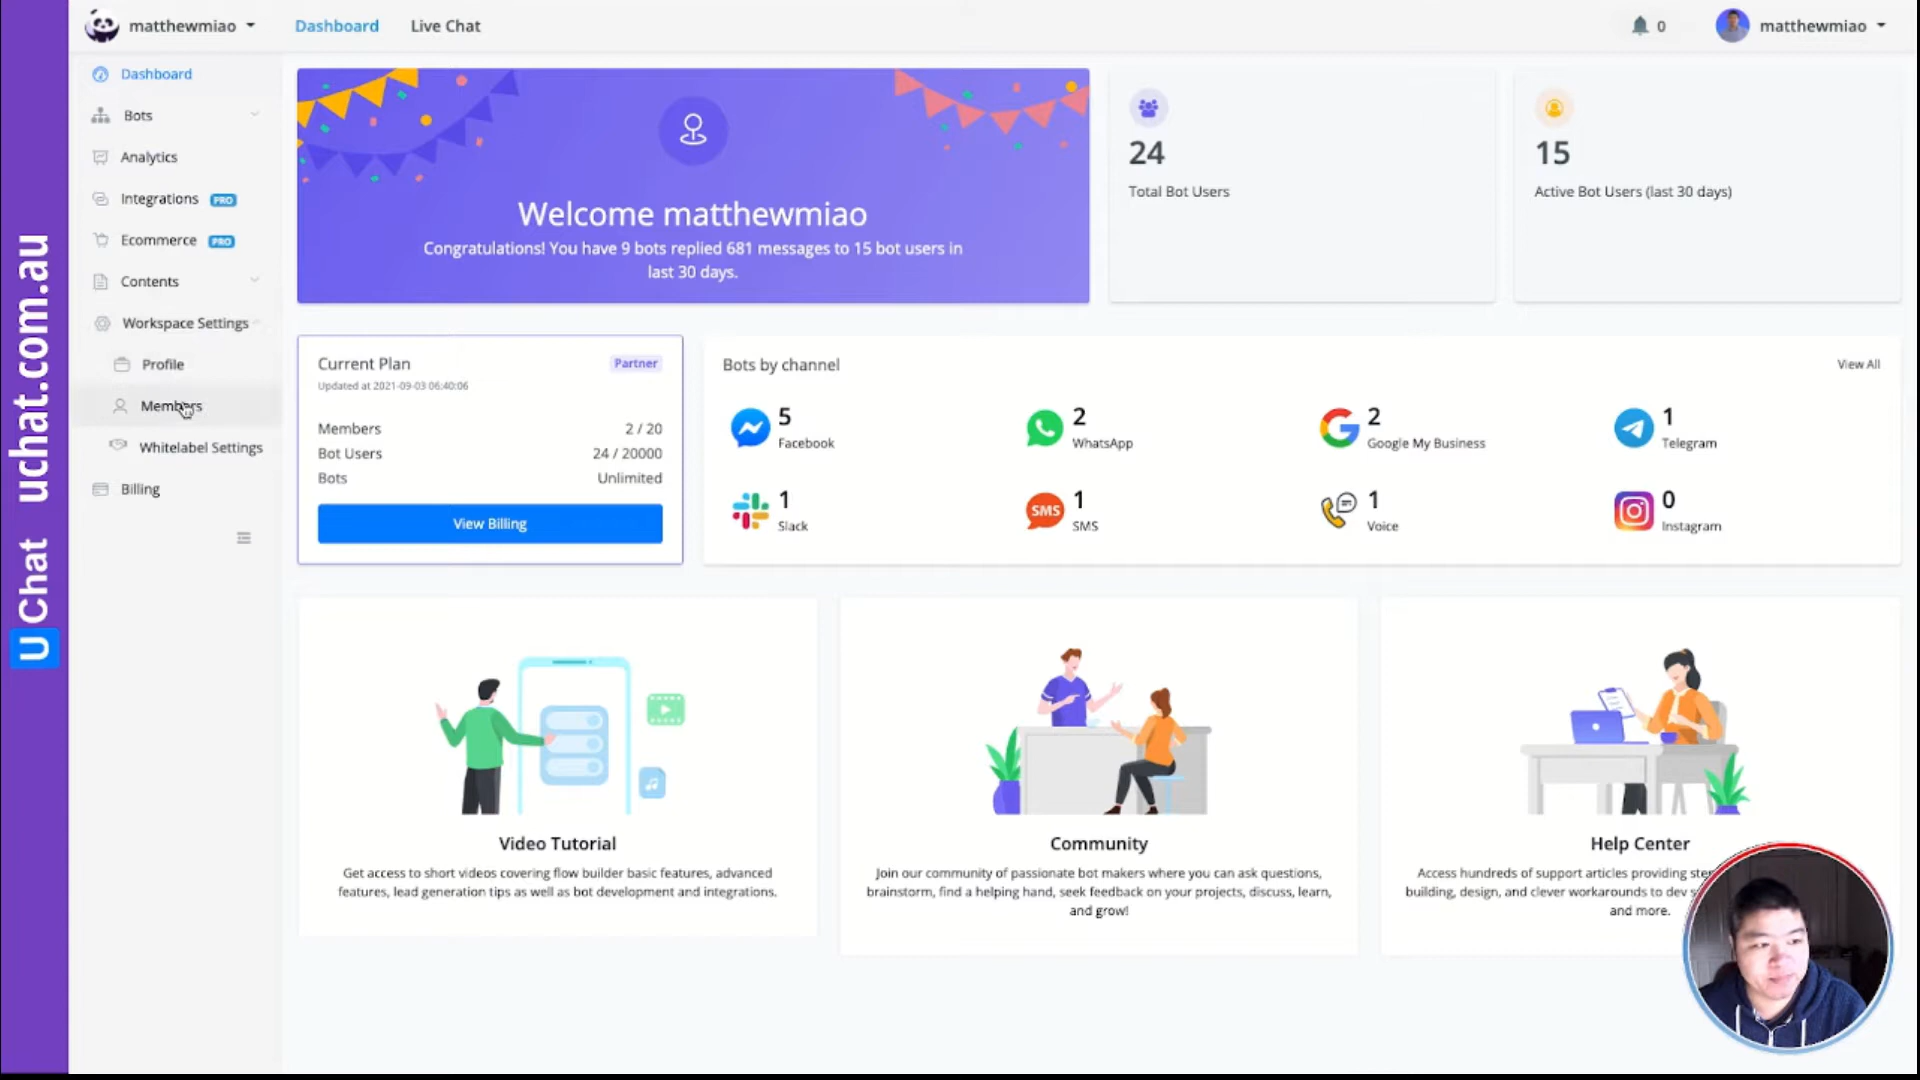 UChat uchat.com.au
matthewmiao
Dashboard
Live Chat
0
matthewmiao
Dashboard
Bots
Analytics
Integrations PRO
Ecommerce PRO
Contents
Workspace Settings
Profile
Members
Whitelabel Settings
Billing
Welcome matthewmiao
Congratulations! You have 9 bots replied 681 messages to 15 bot users in
last 30 days.
24
Total Bot Users
15
Active Bot Users (last 30 days)
Current Plan
Partner
Updated at 2021-09-03 06:40:06
Members 2 / 20
Bot Users 24 / 20000
Bots Unlimited
View Billing
Bots by channel
View All
5
Facebook
2
WhatsApp
2
Google My Business
1
Telegram
1
Slack
SMS
1
SMS
1
Voice
0
Instagram
Video Tutorial
Get access to short videos covering flow builder basic features, advanced
features, lead generation tips as well as bot development and integrations.
Community
Join our community of passionate bot makers where you can ask questions,
brainstorm, find a helping hand, seek feedback on your projects, discuss, learn,
and grow!
Help Center
Access hundreds of support articles providing
building, design, and clever workarounds to dev
and more.